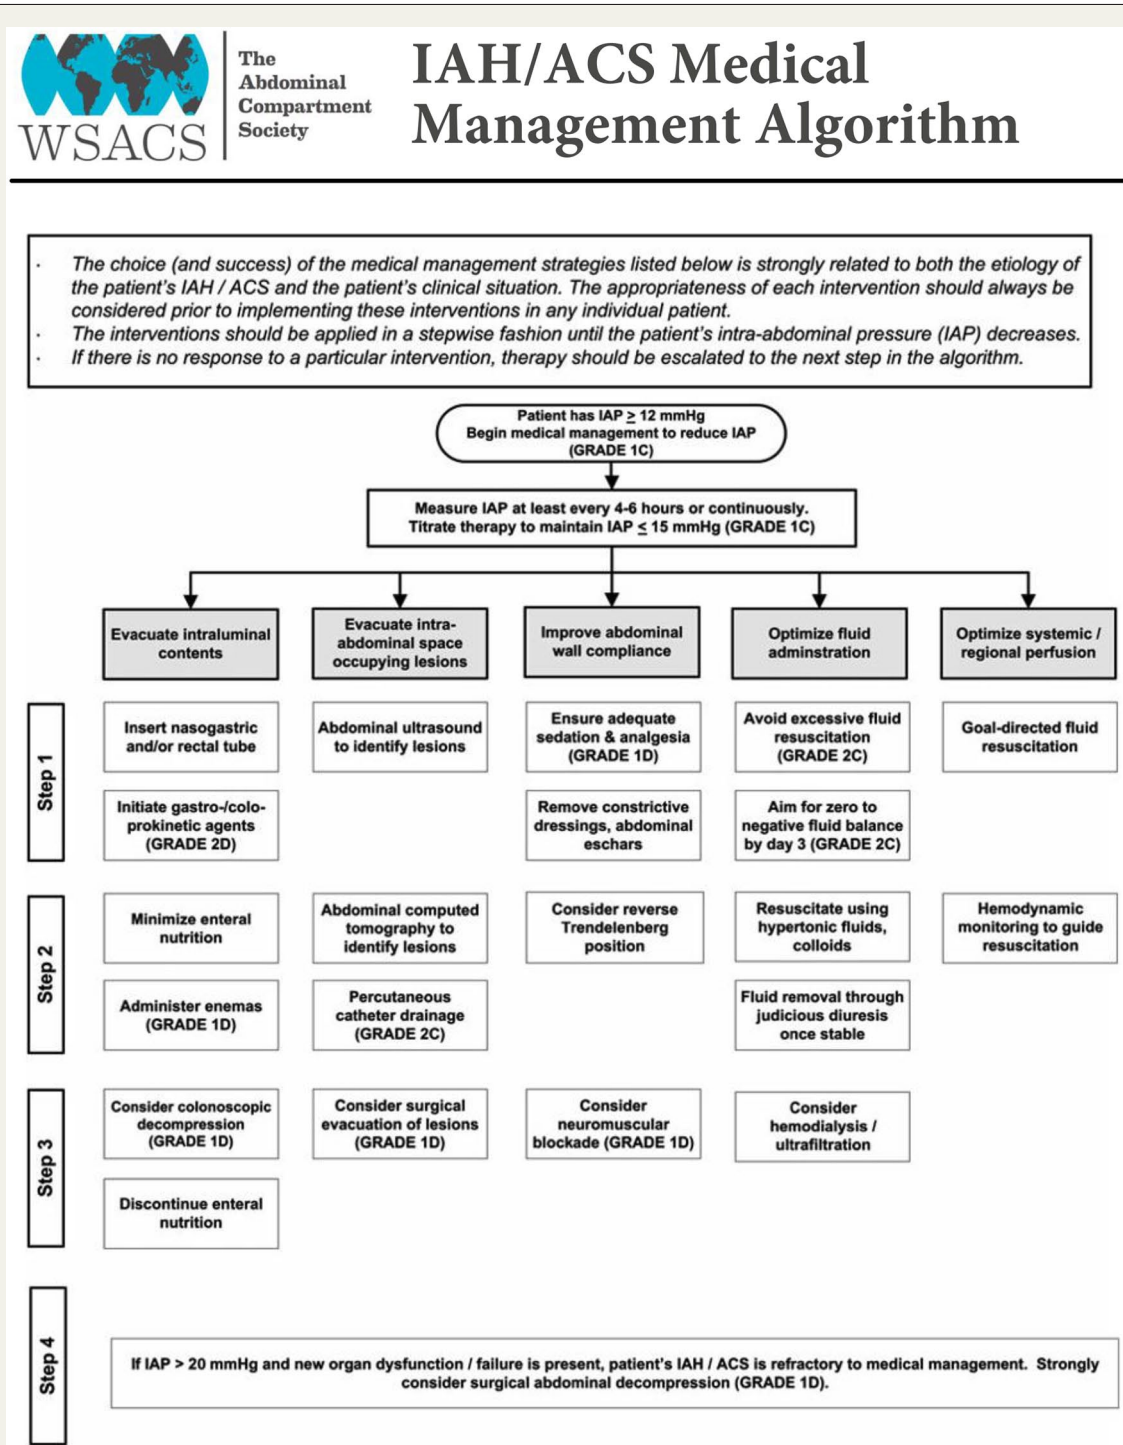 The
Abdominal
Compartment
Society
WSACS
IAH/ACS Medical
Management Algorithm
· The choice (and success) of the medical management strategies listed below is strongly related to both the etiology of
the patient's IAH / ACS and the patient's clinical situation. The appropriateness of each intervention should always be
considered prior to implementing these interventions in any individual patient.
· The interventions should be applied in a stepwise fashion until the patient's intra-abdominal pressure (IAP) decreases.
· If there is no response to a particular intervention, therapy should be escalated to the next step in the algorithm.
Patient has IAP ≥ 12 mmHg
Begin medical management to reduce IAP
(GRADE 1C)
Measure IAP at least every 4-6 hours or continuously.
Titrate therapy to maintain IAP ≤ 15 mmHg (GRADE 1C)
Evacuate intraluminal
contents
Evacuate intra-
abdominal space
occupying lesions
Improve abdominal
wall compliance
Optimize fluid
adminstration
Optimize systemic /
regional perfusion
Step 1
Insert nasogastric
and/or rectal tube
Abdominal ultrasound
to identify lesions
Ensure adequate
sedation & analgesia
(GRADE 1D)
Avoid excessive fluid
resuscitation
(GRADE 2C)
Goal-directed fluid
resuscitation
Initiate gastro-/colo-
prokinetic agents
(GRADE 2D)
Remove constrictive
dressings, abdominal
eschars
Aim for zero to
negative fluid balance
by day 3 (GRADE 2C)
Step 2
Minimize enteral
nutrition
Abdominal computed
tomography to
identify lesions
Consider reverse
Trendelenberg
position
Resuscitate using
hypertonic fluids,
colloids
Hemodynamic
monitoring to guide
resuscitation
Administer enemas
(GRADE 1D)
Percutaneous
catheter drainage
(GRADE 2C)
Fluid removal through
judicious diuresis
once stable
Step 3
Consider colonoscopic
decompression
(GRADE 1D)
Consider surgical
evacuation of lesions
(GRADE 1D)
Consider
neuromuscular
blockade (GRADE 1D)
Consider
hemodialysis /
ultrafiltration
Discontinue enteral
nutrition
Step 4
If IAP > 20 mmHg and new organ dysfunction / failure is present, patient's IAH / ACS is refractory to medical management. Strongly
consider surgical abdominal decompression (GRADE 1D).